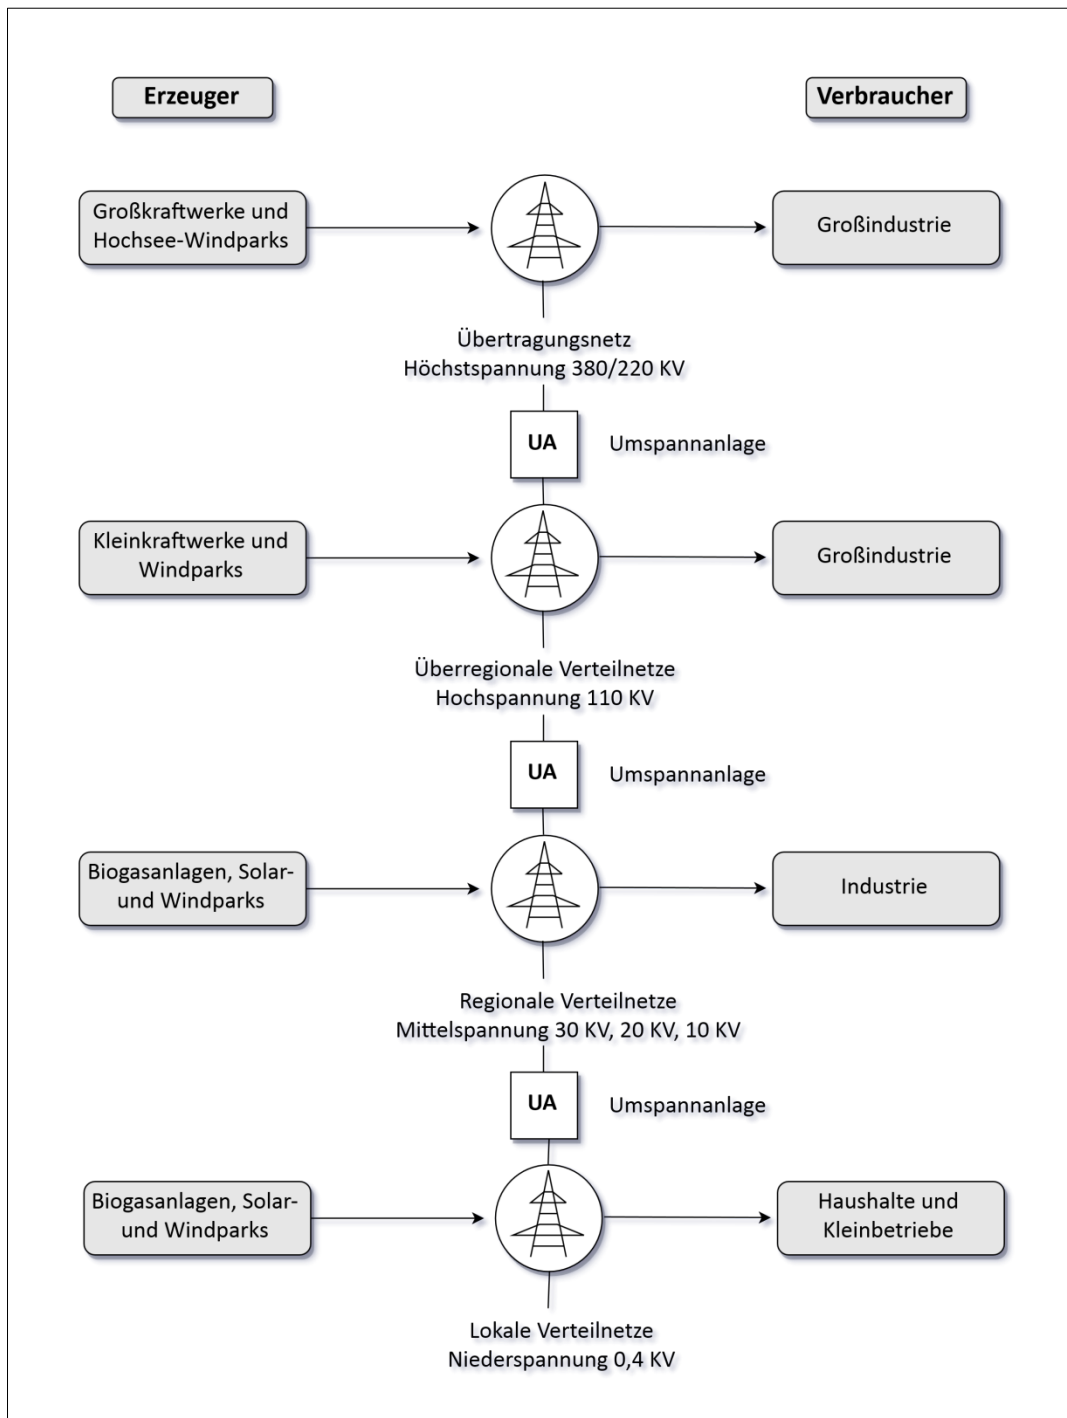 Erzeuger
Verbraucher
Großkraftwerke und
Hochsee-Windparks
Großindustrie
Übertragungsnetz
Höchstspannung 380/220 KV
UA
Umspannanlage
Kleinkraftwerke und
Windparks
Großindustrie
Überregionale Verteilnetze
Hochspannung 110 KV
UA
Umspannanlage
Biogasanlagen, Solar-
und Windparks
Industrie
Regionale Verteilnetze
Mittelspannung 30 KV, 20 KV, 10 KV
UA
Umspannanlage
Biogasanlagen, Solar-
und Windparks
Haushalte und
Kleinbetriebe
Lokale Verteilnetze
Niederspannung 0,4 KV